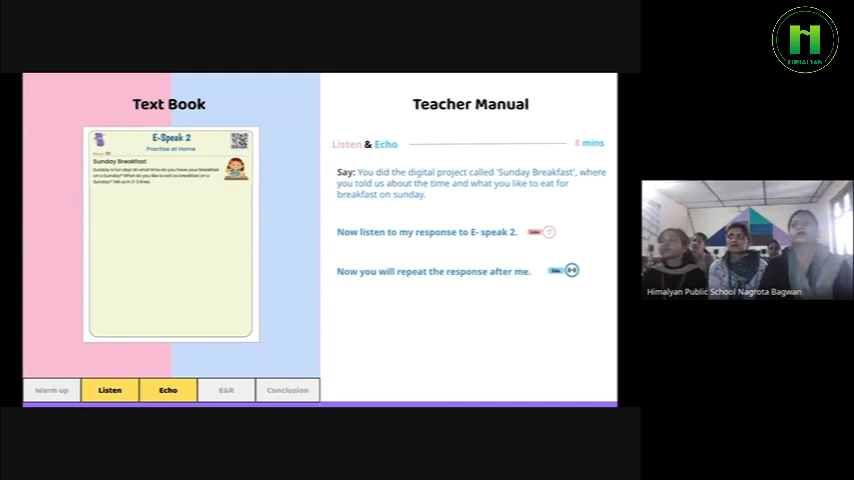 HIMALYAN
Text Book
E-Speak 2
Practise at Home
Sunday Breakfast
Sunday is fun day! At what time do you have your breakfast
on a Sunday? What do you like to eat as breakfast on a
Sunday? Tell us in 2-3 lines.
Warm up
Listen
Echo
E&R
Conclusion
Teacher Manual
Listen & Echo
8 mins
Say: You did the digital project called 'Sunday Breakfast', where
you told us about the time and what you like to eat for
breakfast on sunday.
Now listen to my response to E- speak 2.
Now you will repeat the response after me.
Himalyan Public School Nagrota Bagwan